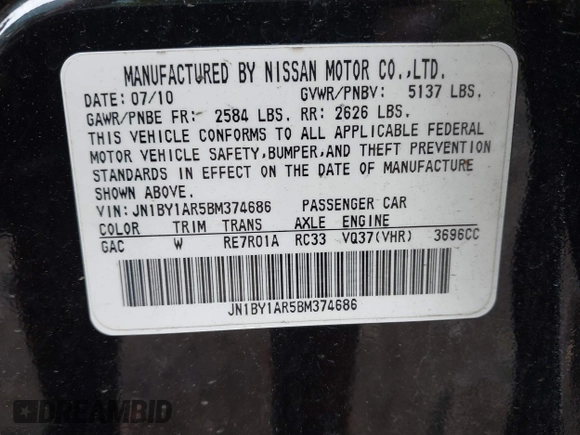 MANUFACTURED BY NISSAN MOTOR CO.,LTD.
DATE: 07/10 GVWR/PNBV: 5137 LBS.
GAWR/PNBE FR: 2584 LBS. RR: 2626 LBS.
THIS VEHICLE CONFORMS TO ALL APPLICABLE FEDERAL
MOTOR VEHICLE SAFETY,BUMPER,AND THEFT PREVENTION
STANDARDS IN EFFECT ON THE DATE OF MANUFACTURE
SHOWN ABOVE.
VIN: JN1BY1AR5BM374686 PASSENGER CAR
COLOR TRIM TRANS AXLE ENGINE
GAC W RE7R01A RC33 VQ37(VHR) 3696CC
JN1BY1AR5BM374686
DREAMBID